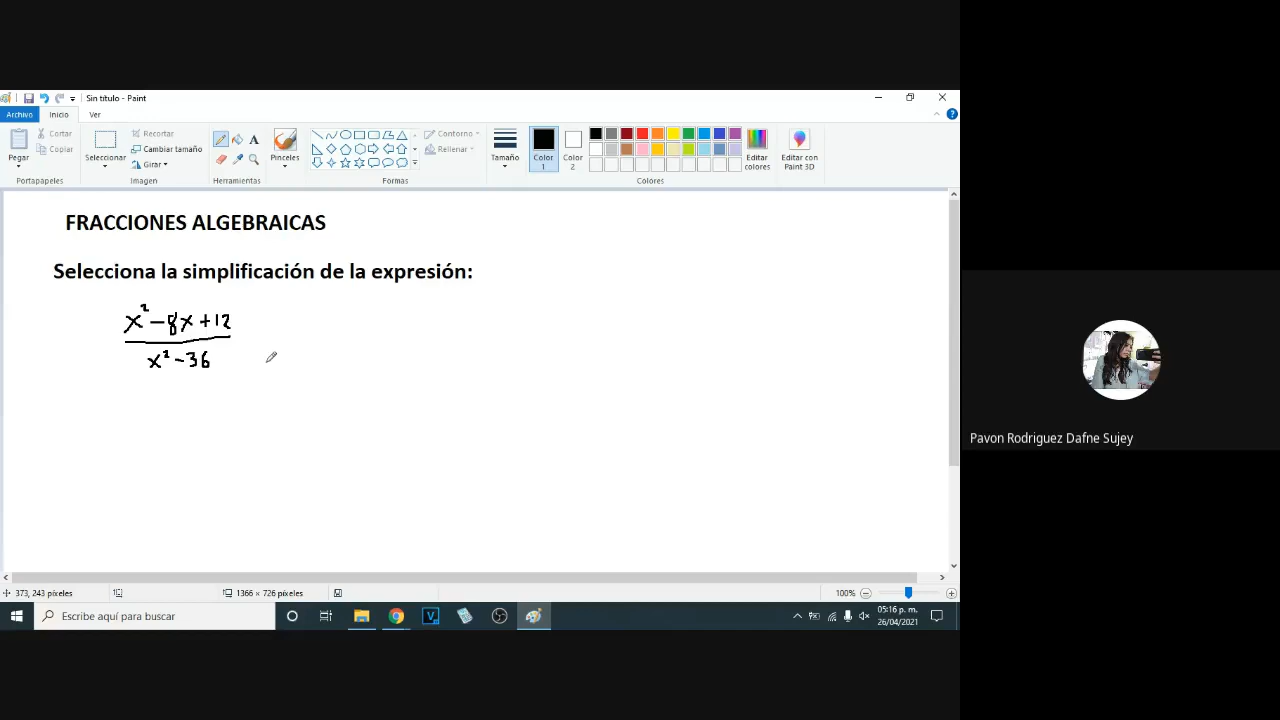 Sin título - Paint
Archivo Inicio Ver
Pegar
Cortar
Copiar
Portapapeles
Seleccionar
Recortar
Cambiar tamaño
Girar
Imagen
A
Herramientas
Pinceles
Contorno
Rellenar
Formas
Tamaño
Color 1
Color 2
Editar colores
Editar con Paint 3D
Colores
FRACCIONES ALGEBRAICAS
Selecciona la simplificación de la expresión:
x² - 8x + 12
x² - 36
Pavon Rodriguez Dafne Sujey
373, 243 píxeles
1366 × 726 píxeles
100%
Escribe aquí para buscar
05:16 p. m.
26/04/2021